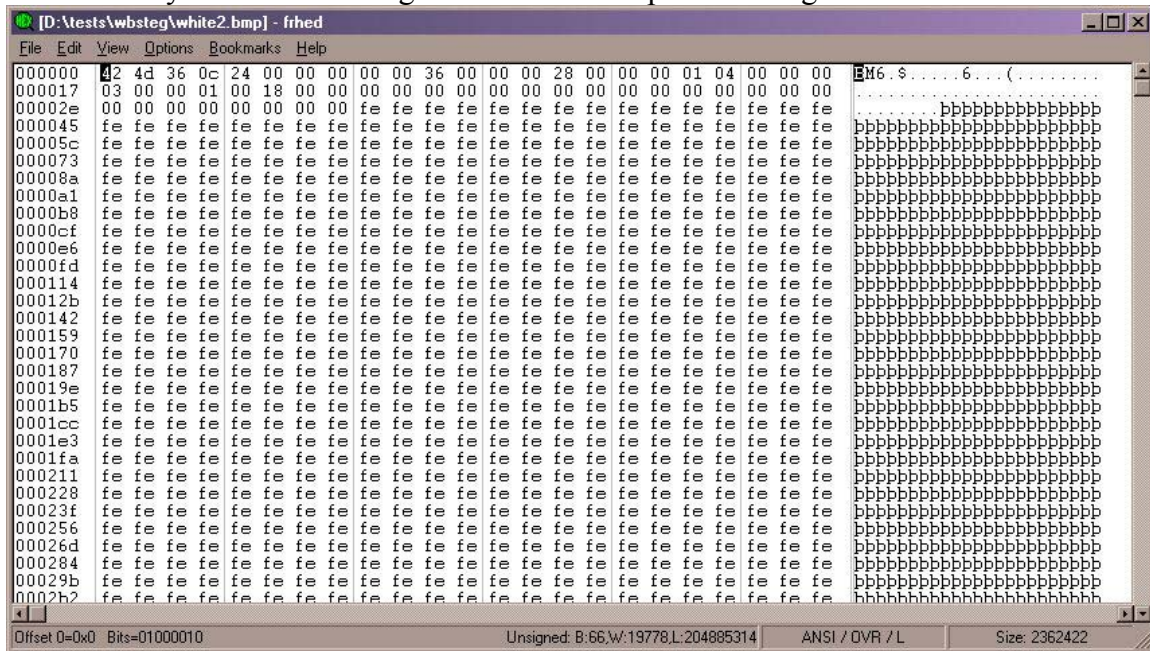 [D:\tests\wbsteg\white2.bmp] - frhed
File Edit View Options Bookmarks Help
000000 42 4d 36 0c 24 00 00 00 00 00 36 00 00 00 28 00 00 00 01 04 00 00 00 BM6.$.....6...(........
000017 03 00 00 01 00 18 00 00 00 00 00 00 00 00 00 00 00 00 00 00 00 00 00 .......................
00002e 00 00 00 00 00 00 00 00 fe fe fe fe fe fe fe fe fe fe fe fe fe fe fe ........þþþþþþþþþþþþþþþ
000045 fe fe fe fe fe fe fe fe fe fe fe fe fe fe fe fe fe fe fe fe fe fe fe þþþþþþþþþþþþþþþþþþþþþþþ
00005c fe fe fe fe fe fe fe fe fe fe fe fe fe fe fe fe fe fe fe fe fe fe fe þþþþþþþþþþþþþþþþþþþþþþþ
000073 fe fe fe fe fe fe fe fe fe fe fe fe fe fe fe fe fe fe fe fe fe fe fe þþþþþþþþþþþþþþþþþþþþþþþ
00008a fe fe fe fe fe fe fe fe fe fe fe fe fe fe fe fe fe fe fe fe fe fe fe þþþþþþþþþþþþþþþþþþþþþþþ
0000a1 fe fe fe fe fe fe fe fe fe fe fe fe fe fe fe fe fe fe fe fe fe fe fe þþþþþþþþþþþþþþþþþþþþþþþ
0000b8 fe fe fe fe fe fe fe fe fe fe fe fe fe fe fe fe fe fe fe fe fe fe fe þþþþþþþþþþþþþþþþþþþþþþþ
0000cf fe fe fe fe fe fe fe fe fe fe fe fe fe fe fe fe fe fe fe fe fe fe fe þþþþþþþþþþþþþþþþþþþþþþþ
0000e6 fe fe fe fe fe fe fe fe fe fe fe fe fe fe fe fe fe fe fe fe fe fe fe þþþþþþþþþþþþþþþþþþþþþþþ
0000fd fe fe fe fe fe fe fe fe fe fe fe fe fe fe fe fe fe fe fe fe fe fe fe þþþþþþþþþþþþþþþþþþþþþþþ
000114 fe fe fe fe fe fe fe fe fe fe fe fe fe fe fe fe fe fe fe fe fe fe fe þþþþþþþþþþþþþþþþþþþþþþþ
00012b fe fe fe fe fe fe fe fe fe fe fe fe fe fe fe fe fe fe fe fe fe fe fe þþþþþþþþþþþþþþþþþþþþþþþ
000142 fe fe fe fe fe fe fe fe fe fe fe fe fe fe fe fe fe fe fe fe fe fe fe þþþþþþþþþþþþþþþþþþþþþþþ
000159 fe fe fe fe fe fe fe fe fe fe fe fe fe fe fe fe fe fe fe fe fe fe fe þþþþþþþþþþþþþþþþþþþþþþþ
000170 fe fe fe fe fe fe fe fe fe fe fe fe fe fe fe fe fe fe fe fe fe fe fe þþþþþþþþþþþþþþþþþþþþþþþ
000187 fe fe fe fe fe fe fe fe fe fe fe fe fe fe fe fe fe fe fe fe fe fe fe þþþþþþþþþþþþþþþþþþþþþþþ
00019e fe fe fe fe fe fe fe fe fe fe fe fe fe fe fe fe fe fe fe fe fe fe fe þþþþþþþþþþþþþþþþþþþþþþþ
0001b5 fe fe fe fe fe fe fe fe fe fe fe fe fe fe fe fe fe fe fe fe fe fe fe þþþþþþþþþþþþþþþþþþþþþþþ
0001cc fe fe fe fe fe fe fe fe fe fe fe fe fe fe fe fe fe fe fe fe fe fe fe þþþþþþþþþþþþþþþþþþþþþþþ
0001e3 fe fe fe fe fe fe fe fe fe fe fe fe fe fe fe fe fe fe fe fe fe fe fe þþþþþþþþþþþþþþþþþþþþþþþ
0001fa fe fe fe fe fe fe fe fe fe fe fe fe fe fe fe fe fe fe fe fe fe fe fe þþþþþþþþþþþþþþþþþþþþþþþ
000211 fe fe fe fe fe fe fe fe fe fe fe fe fe fe fe fe fe fe fe fe fe fe fe þþþþþþþþþþþþþþþþþþþþþþþ
000228 fe fe fe fe fe fe fe fe fe fe fe fe fe fe fe fe fe fe fe fe fe fe fe þþþþþþþþþþþþþþþþþþþþþþþ
00023f fe fe fe fe fe fe fe fe fe fe fe fe fe fe fe fe fe fe fe fe fe fe fe þþþþþþþþþþþþþþþþþþþþþþþ
000256 fe fe fe fe fe fe fe fe fe fe fe fe fe fe fe fe fe fe fe fe fe fe fe þþþþþþþþþþþþþþþþþþþþþþþ
00026d fe fe fe fe fe fe fe fe fe fe fe fe fe fe fe fe fe fe fe fe fe fe fe þþþþþþþþþþþþþþþþþþþþþþþ
000284 fe fe fe fe fe fe fe fe fe fe fe fe fe fe fe fe fe fe fe fe fe fe fe þþþþþþþþþþþþþþþþþþþþþþþ
00029b fe fe fe fe fe fe fe fe fe fe fe fe fe fe fe fe fe fe fe fe fe fe fe þþþþþþþþþþþþþþþþþþþþþþþ
0002b2 fe fe fe fe fe fe fe fe fe fe fe fe fe fe fe fe fe fe fe fe fe fe fe þþþþþþþþþþþþþþþþþþþþþþþ
Offset 0=0x0 Bits=01000010 Unsigned: B:66,W:19778,L:204885314 ANSI / OVR / L Size: 2362422